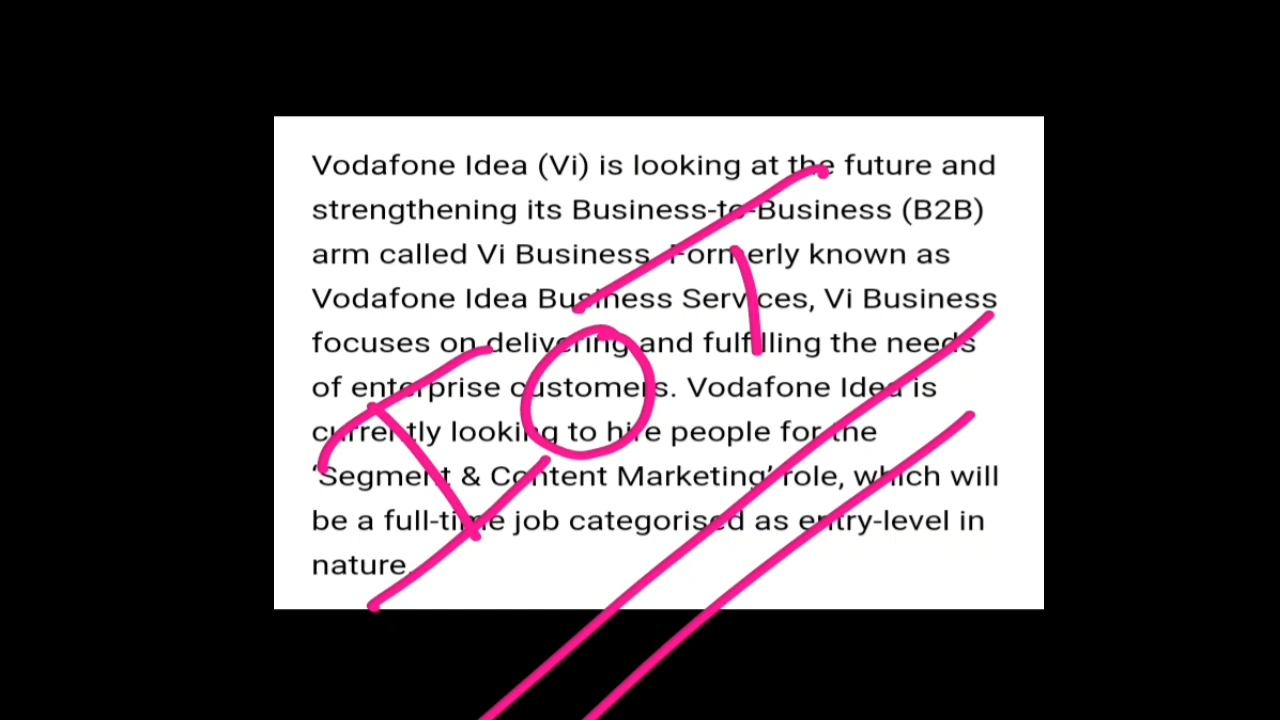 Vodafone Idea (Vi) is looking at the future and
strengthening its Business-to-Business (B2B)
arm called Vi Business. Formerly known as
Vodafone Idea Business Services, Vi Business
focuses on delivering and fulfilling the needs
of enterprise customers. Vodafone Idea is
currently looking to hire people for the
‘Segment & Content Marketing’ role, which will
be a full-time job categorised as entry-level in
nature.
IOT